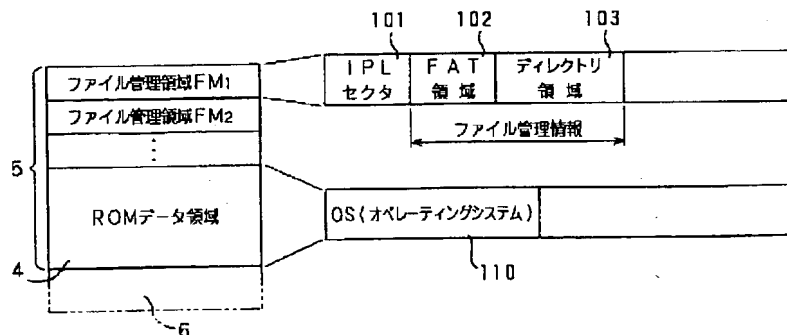 101
102
103
ファイル管理領域FM1
ファイル管理領域FM2
⋮
ROMデータ領域
5
4
6
IPL
セクタ
FAT
領域
ディレクトリ
領域
ファイル管理情報
OS(オペレーティングシステム)
110